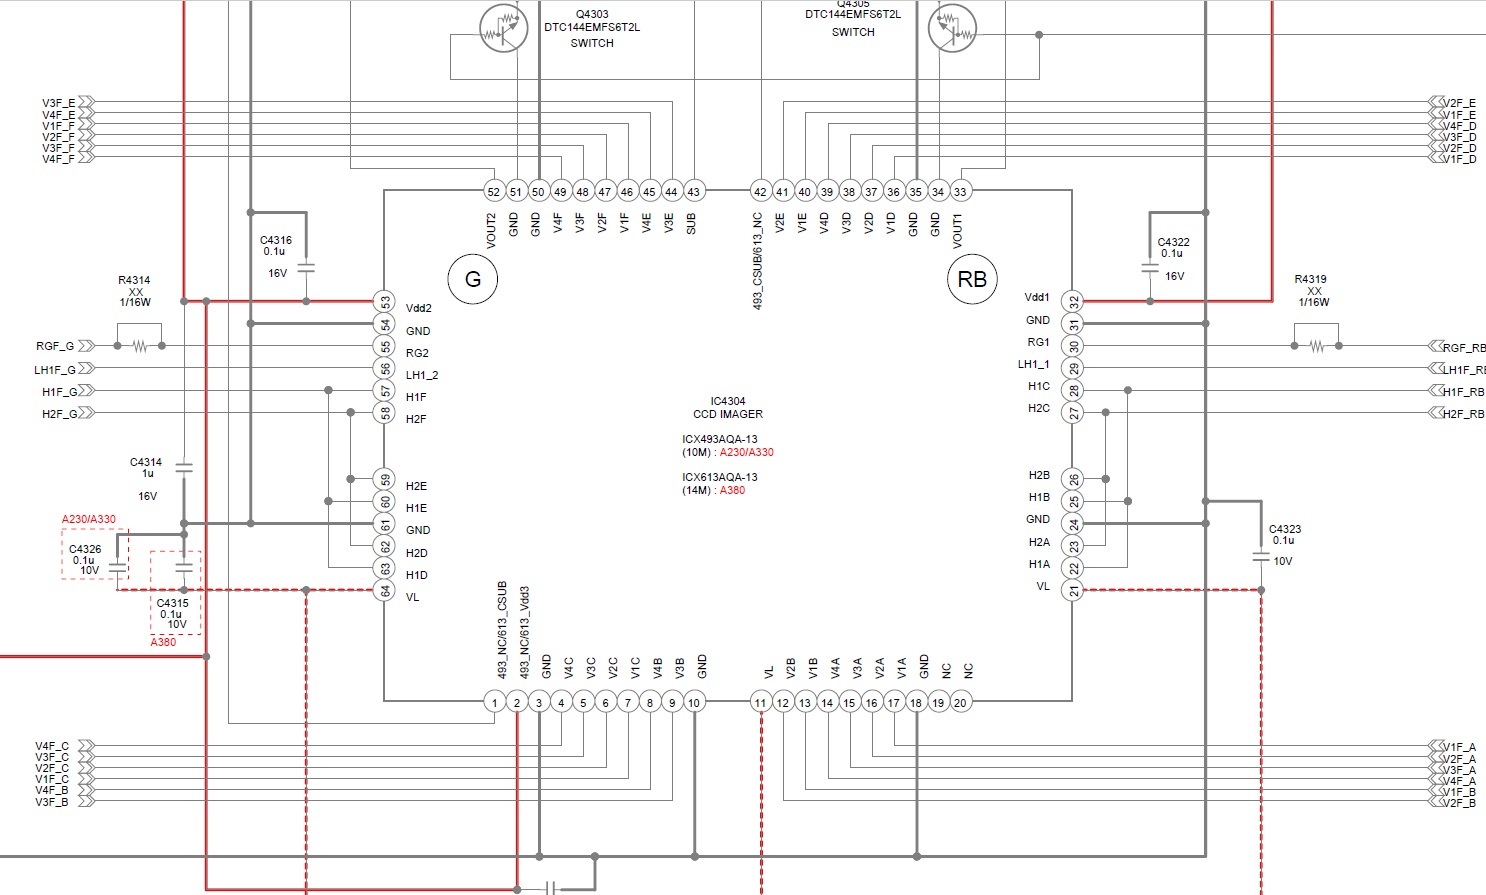 Q4303
DTC144EMFS6T2L
SWITCH
Q4305
DTC144EMFS6T2L
SWITCH
V3F_E
V4F_E
V1F_F
V2F_F
V3F_F
V4F_F
V2F_E
V1F_E
V4F_D
V3F_D
V2F_D
V1F_D
52 51 50 49 48 47 46 45 44 43
42 41 40 39 38 37 36 35 34 33
VOUT2
GND
GND
V4F
V3F
V2F
V1F
V4E
V3E
SUB
493_CSUB/613_NC
V2E
V1E
V4D
V3D
V2D
V1D
GND
GND
VOUT1
C4316
0.1u
16V
C4322
0.1u
16V
G
RB
R4314
XX
1/16W
R4319
XX
1/16W
53 Vdd2
54 GND
55 RG2
56 LH1_2
57 H1F
58 H2F
59 H2E
60 H1E
61 GND
62 H2D
63 H1D
64 VL
Vdd1 32
GND 31
RG1 30
LH1_1 29
H1C 28
H2C 27
H2B 26
H1B 25
GND 24
H2A 23
H1A 22
VL 21
RGF_G
LH1F_G
H1F_G
H2F_G
RGF_RB
LH1F_RB
H1F_RB
H2F_RB
IC4304
CCD IMAGER
ICX493AQA-13
(10M) : A230/A330
ICX613AQA-13
(14M) : A380
C4314
1u
16V
A230/A330
C4326
0.1u
10V
C4315
0.1u
10V
A380
C4323
0.1u
10V
493_NC/613_CSUB
493_NC/613_Vdd3
GND
V4C
V3C
V2C
V1C
V4B
V3B
GND
VL
V2B
V1B
V4A
V3A
V2A
V1A
GND
NC
NC
1 2 3 4 5 6 7 8 9 10
11 12 13 14 15 16 17 18 19 20
V4F_C
V3F_C
V2F_C
V1F_C
V4F_B
V3F_B
V1F_A
V2F_A
V3F_A
V4F_A
V1F_B
V2F_B